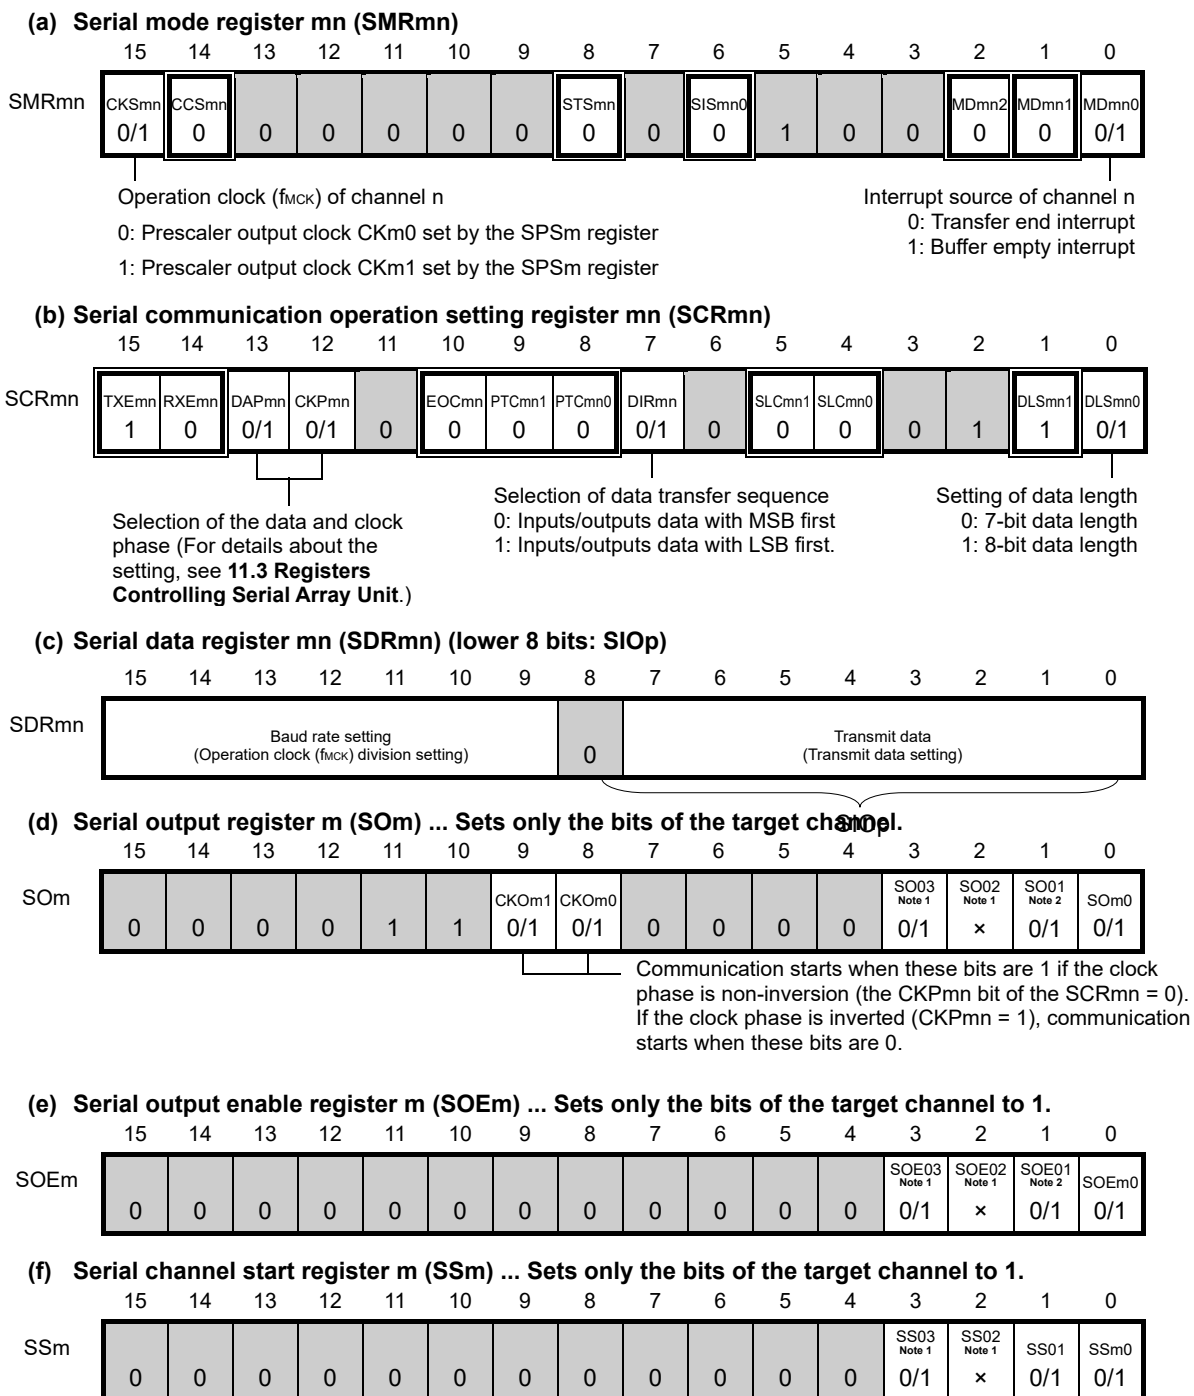 (a) Serial mode register mn (SMRmn)
15 14 13 12 11 10 9 8 7 6 5 4 3 2 1 0
SMRmn
CKSmn CCSmn STSmn SISmn0 MDmn2 MDmn1 MDmn0
0/1 0 0 0 0 0 0 0 0 0 1 0 0 0 0 0/1
Operation clock (fMCK) of channel n
0: Prescaler output clock CKm0 set by the SPSm register
1: Prescaler output clock CKm1 set by the SPSm register
Interrupt source of channel n
0: Transfer end interrupt
1: Buffer empty interrupt
(b) Serial communication operation setting register mn (SCRmn)
15 14 13 12 11 10 9 8 7 6 5 4 3 2 1 0
SCRmn
TXEmn RXEmn DAPmn CKPmn EOCmn PTCmn1 PTCmn0 DIRmn SLCmn1 SLCmn0 DLSmn1 DLSmn0
1 0 0/1 0/1 0 0 0 0 0/1 0 0 0 0 1 1 0/1
Selection of the data and clock
phase (For details about the
setting, see 11.3 Registers
Controlling Serial Array Unit.)
Selection of data transfer sequence
0: Inputs/outputs data with MSB first
1: Inputs/outputs data with LSB first.
Setting of data length
0: 7-bit data length
1: 8-bit data length
(c) Serial data register mn (SDRmn) (lower 8 bits: SIOp)
15 14 13 12 11 10 9 8 7 6 5 4 3 2 1 0
SDRmn
Baud rate setting
(Operation clock (fMCK) division setting)
0
Transmit data
(Transmit data setting)
SIOp
(d) Serial output register m (SOm) ... Sets only the bits of the target channel.
15 14 13 12 11 10 9 8 7 6 5 4 3 2 1 0
SOm
CKOm1 CKOm0 SO03 Note 1 SO02 Note 1 SO01 Note 2 SOm0
0 0 0 0 1 1 0/1 0/1 0 0 0 0 0/1 × 0/1 0/1
Communication starts when these bits are 1 if the clock
phase is non-inversion (the CKPmn bit of the SCRmn = 0).
If the clock phase is inverted (CKPmn = 1), communication
starts when these bits are 0.
(e) Serial output enable register m (SOEm) ... Sets only the bits of the target channel to 1.
15 14 13 12 11 10 9 8 7 6 5 4 3 2 1 0
SOEm
SOE03 Note 1 SOE02 Note 1 SOE01 Note 2 SOEm0
0 0 0 0 0 0 0 0 0 0 0 0 0/1 × 0/1 0/1
(f) Serial channel start register m (SSm) ... Sets only the bits of the target channel to 1.
15 14 13 12 11 10 9 8 7 6 5 4 3 2 1 0
SSm
SS03 Note 1 SS02 Note 1 SS01 SSm0
0 0 0 0 0 0 0 0 0 0 0 0 0/1 × 0/1 0/1